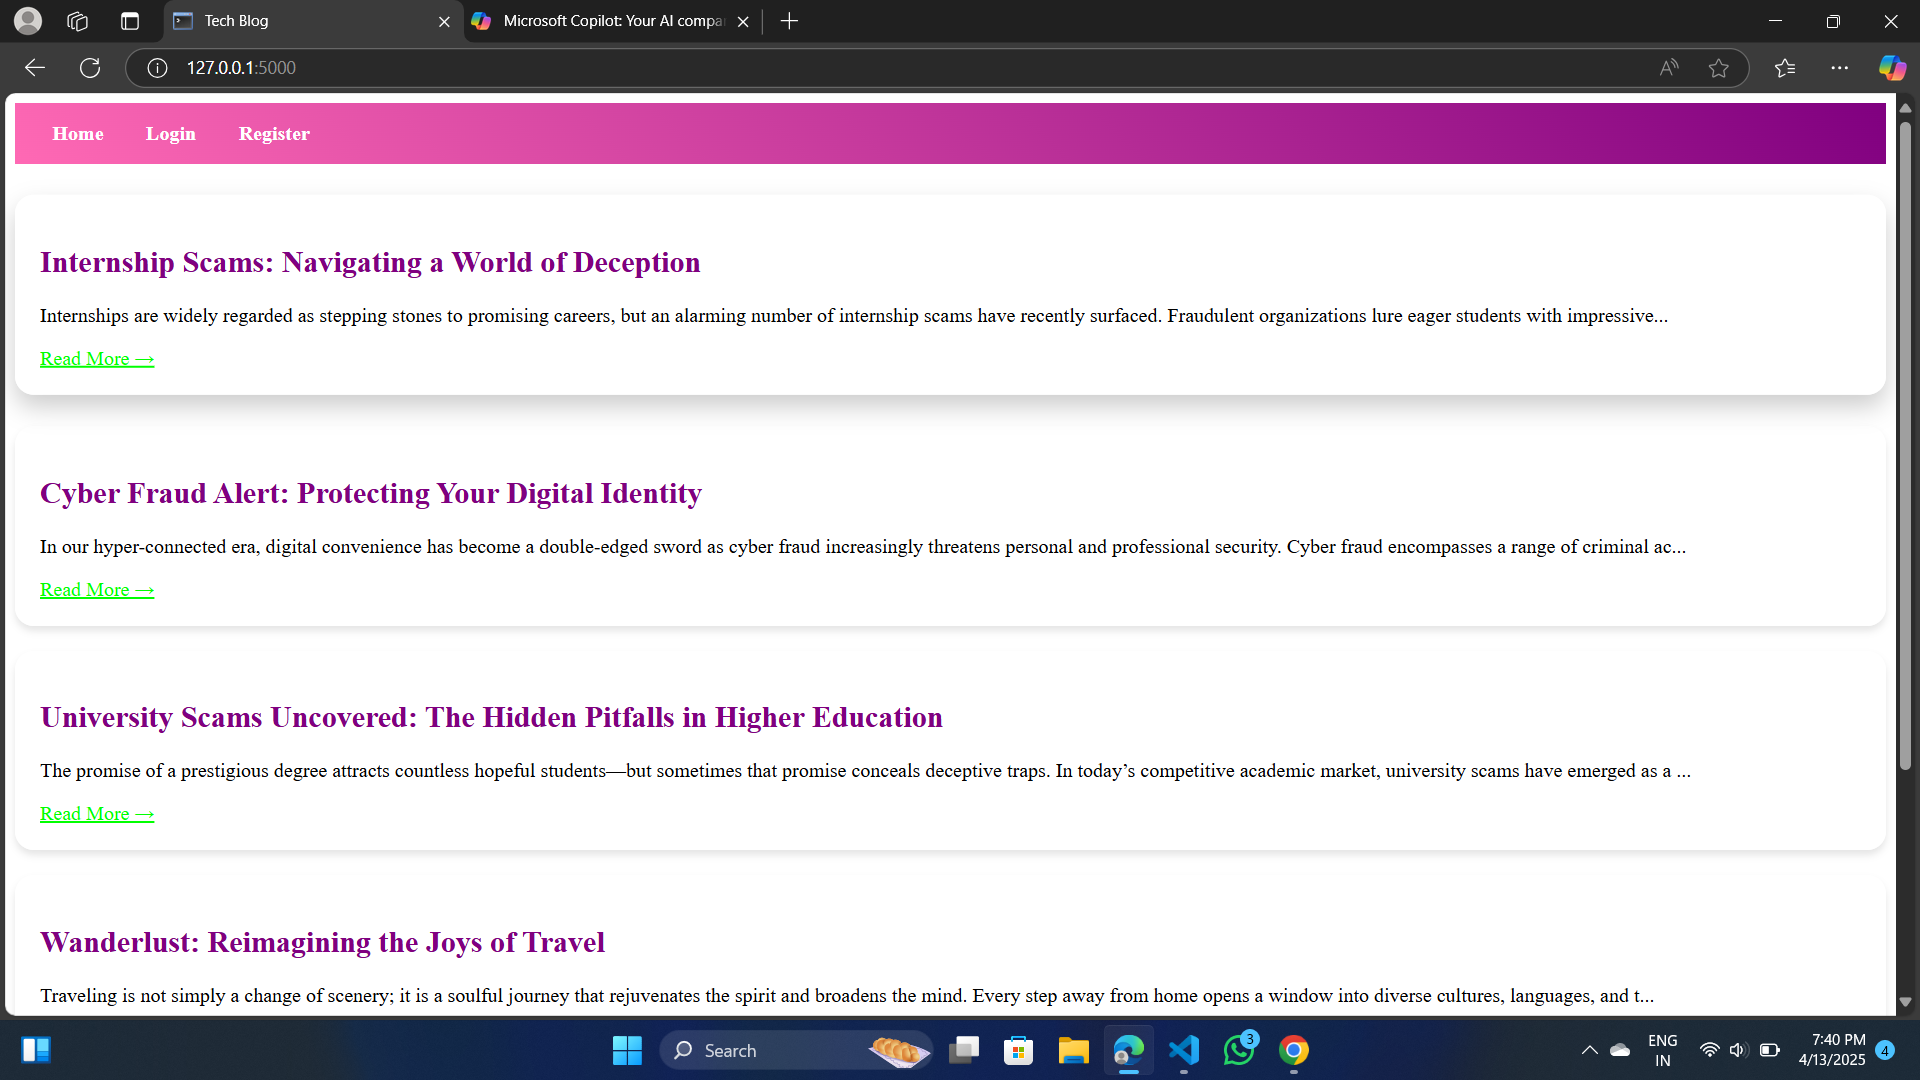 Tech Blog
Microsoft Copilot: Your AI compa
127.0.0.1:5000
Home Login Register
Internship Scams: Navigating a World of Deception
Internships are widely regarded as stepping stones to promising careers, but an alarming number of internship scams have recently surfaced. Fraudulent organizations lure eager students with impressive...
Read More →
Cyber Fraud Alert: Protecting Your Digital Identity
In our hyper-connected era, digital convenience has become a double-edged sword as cyber fraud increasingly threatens personal and professional security. Cyber fraud encompasses a range of criminal ac...
Read More →
University Scams Uncovered: The Hidden Pitfalls in Higher Education
The promise of a prestigious degree attracts countless hopeful students—but sometimes that promise conceals deceptive traps. In today’s competitive academic market, university scams have emerged as a ...
Read More →
Wanderlust: Reimagining the Joys of Travel
Traveling is not simply a change of scenery; it is a soulful journey that rejuvenates the spirit and broadens the mind. Every step away from home opens a window into diverse cultures, languages, and t...
Search
3
ENG
IN
7:40 PM
4/13/2025
4